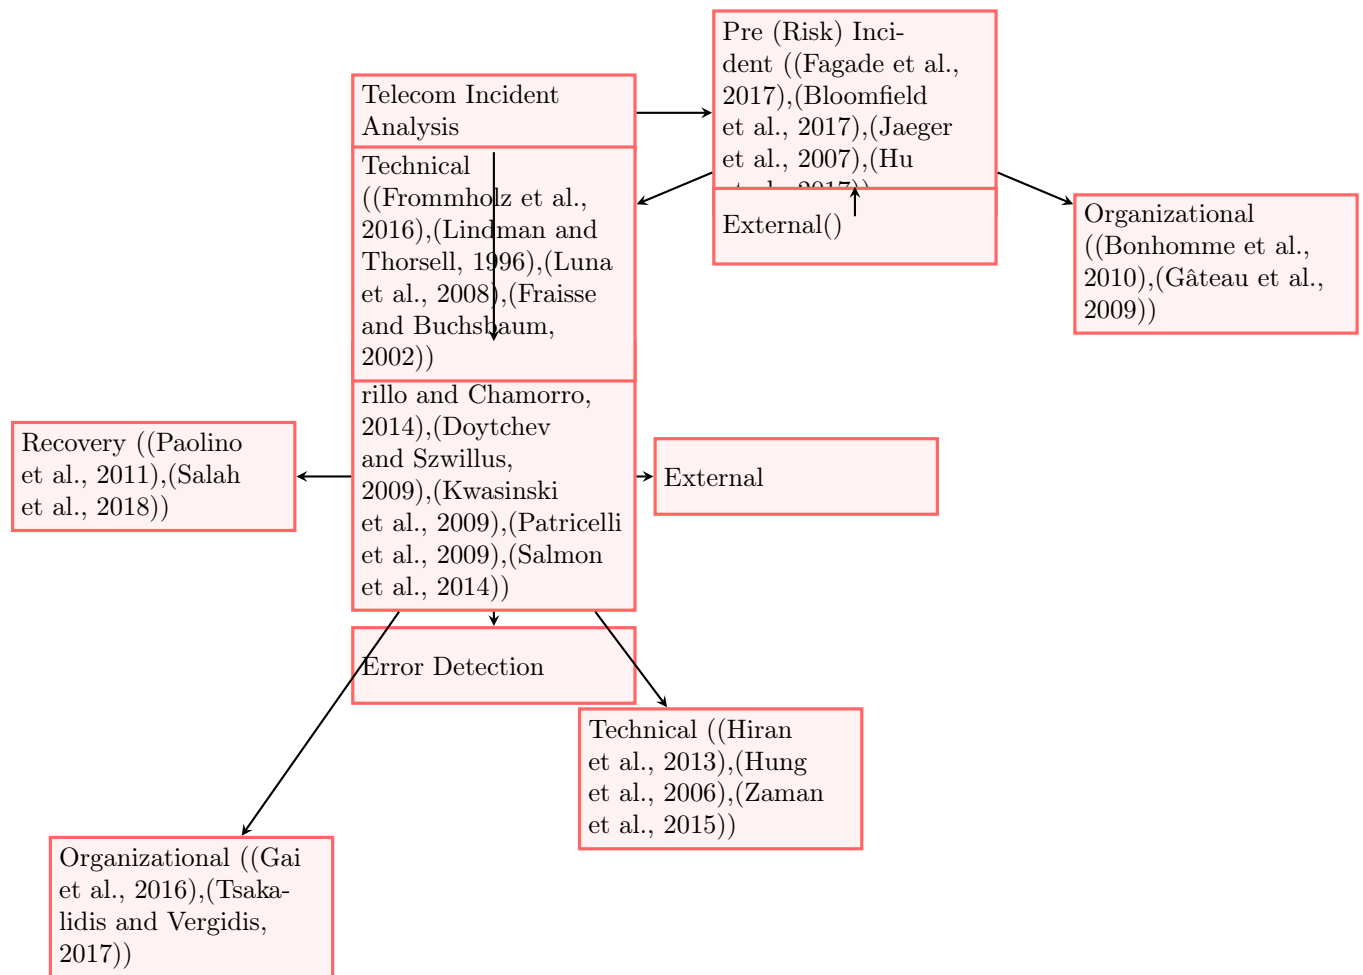 Pre (Risk) Inci-
dent ((Fagade et al.,
2017),(Bloomfield
et al., 2017),(Jaeger
et al., 2007),(Hu
et al., 2017))
Telecom Incident
Analysis
Technical
((Frommholz et al.,
2016),(Lindman and
Thorsell, 1996),(Luna
et al., 2008),(Fraisse
and Buchsbaum,
2002))
External()
Organizational
((Bonhomme et al.,
2010),(Gâteau et al.,
2009))
rillo and Chamorro,
2014),(Doytchev
and Szwillus,
2009),(Kwasinski
et al., 2009),(Patricelli
et al., 2009),(Salmon
et al., 2014))
Recovery ((Paolino
et al., 2011),(Salah
et al., 2018))
External
Error Detection
Technical ((Hiran
et al., 2013),(Hung
et al., 2006),(Zaman
et al., 2015))
Organizational ((Gai
et al., 2016),(Tsaka-
lidis and Vergidis,
2017))